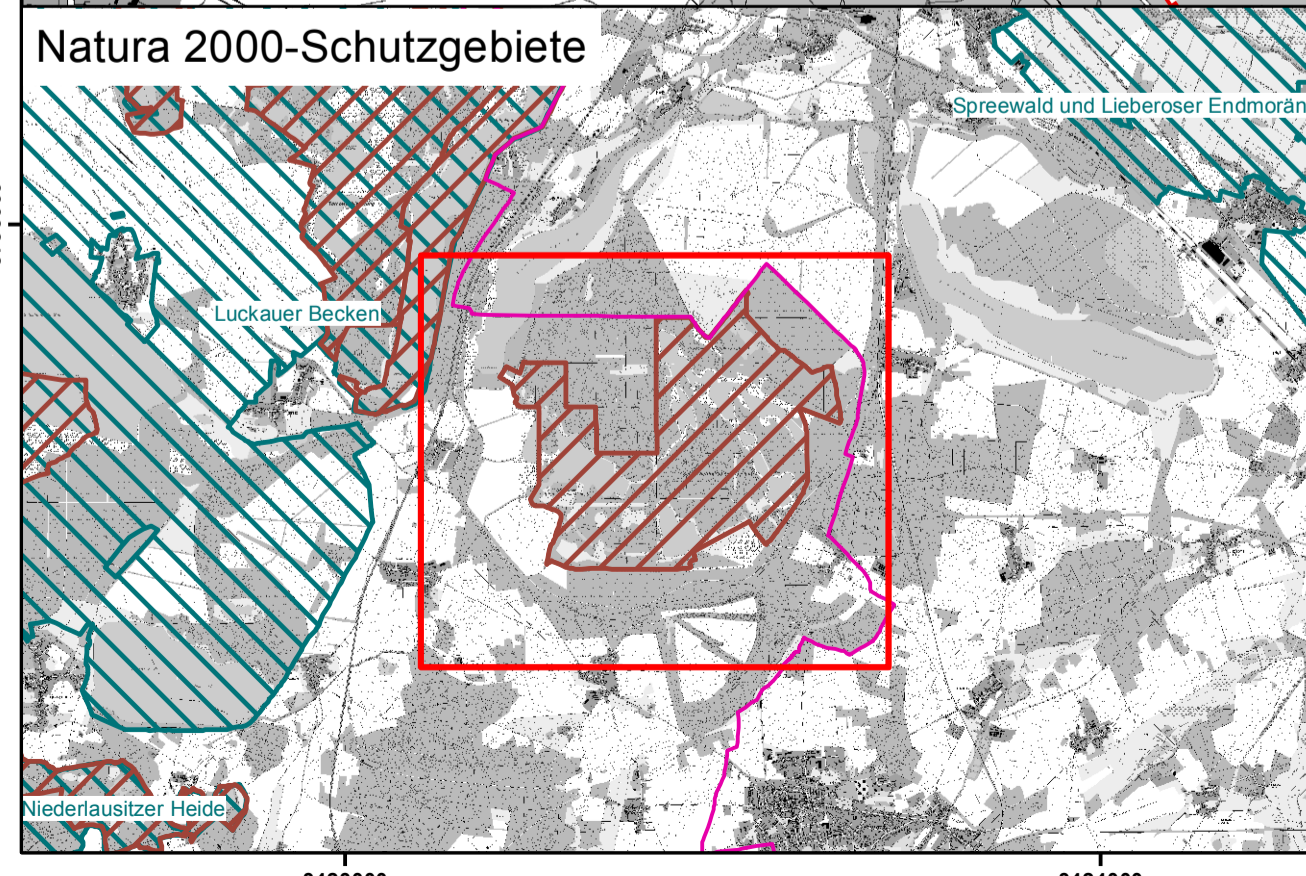 Natura 2000-Schutzgebiete
Spreewald und Lieberoser Endmorän
Luckauer Becken
Niederlausitzer Heide